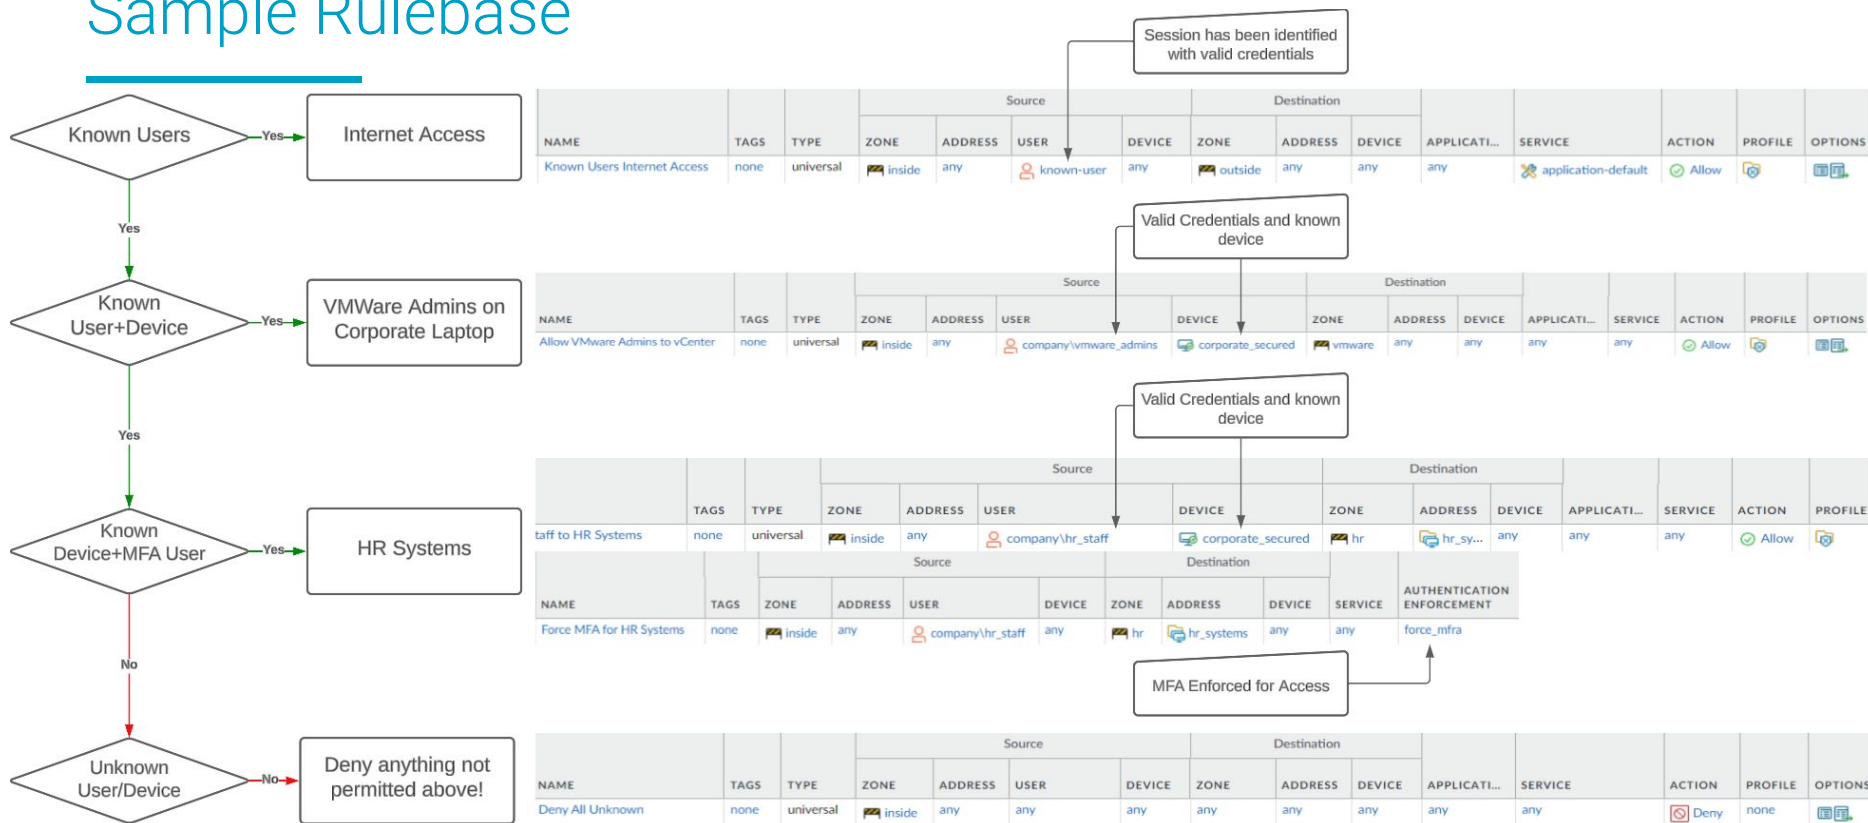 Sample Rulebase
Session has been identified
with valid credentials
Known Users
Yes
Internet Access
Source
Destination
NAME TAGS TYPE ZONE ADDRESS USER DEVICE ZONE ADDRESS DEVICE APPLICATI... SERVICE ACTION PROFILE OPTIONS
Known Users Internet Access none universal inside any known-user any outside any any any application-default Allow
Yes
Valid Credentials and known
device
Known
User+Device
Yes
VMWare Admins on
Corporate Laptop
Source
Destination
NAME TAGS TYPE ZONE ADDRESS USER DEVICE ZONE ADDRESS DEVICE APPLICATI... SERVICE ACTION PROFILE OPTIONS
Allow VMware Admins to vCenter none universal inside any company\vmware_admins corporate_secured vmware any any any any Allow
Yes
Valid Credentials and known
device
Known
Device+MFA User
Yes
HR Systems
Source
Destination
TAGS TYPE ZONE ADDRESS USER DEVICE ZONE ADDRESS DEVICE APPLICATI... SERVICE ACTION PROFILE
taff to HR Systems none universal inside any company\hr_staff corporate_secured hr hr_sy... any any any Allow
Source
Destination
AUTHENTICATION
NAME TAGS ZONE ADDRESS USER DEVICE ZONE ADDRESS DEVICE SERVICE ENFORCEMENT
Force MFA for HR Systems none inside any company\hr_staff any hr hr_systems any any force_mfra
No
MFA Enforced for Access
Unknown
User/Device
No
Deny anything not
permitted above!
Source
Destination
NAME TAGS TYPE ZONE ADDRESS USER DEVICE ZONE ADDRESS DEVICE APPLICATI... SERVICE ACTION PROFILE OPTIONS
Deny All Unknown none universal inside any any any any any any any any Deny none